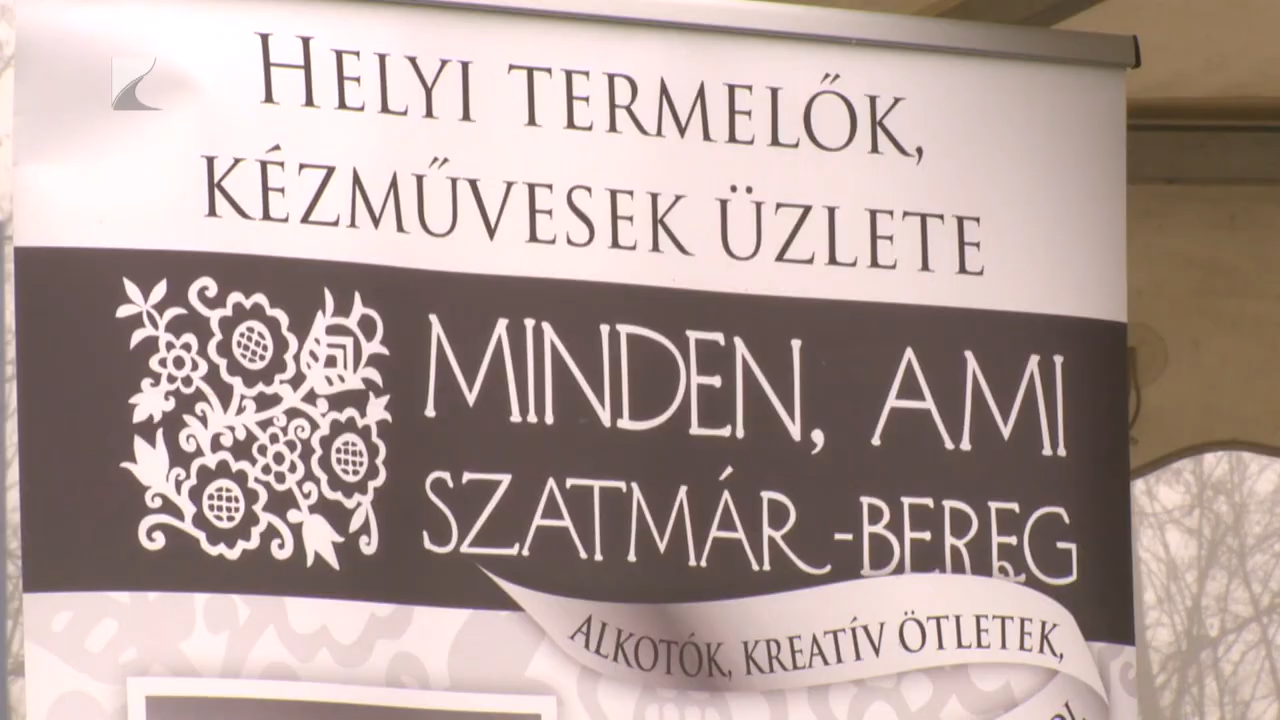 HELYI TERMELŐK,
KÉZMŰVESEK ÜZLETE
MINDEN, AMI
SZATMÁR-BEREG
ALKOTÓK, KREATÍV ÖTLETEK,